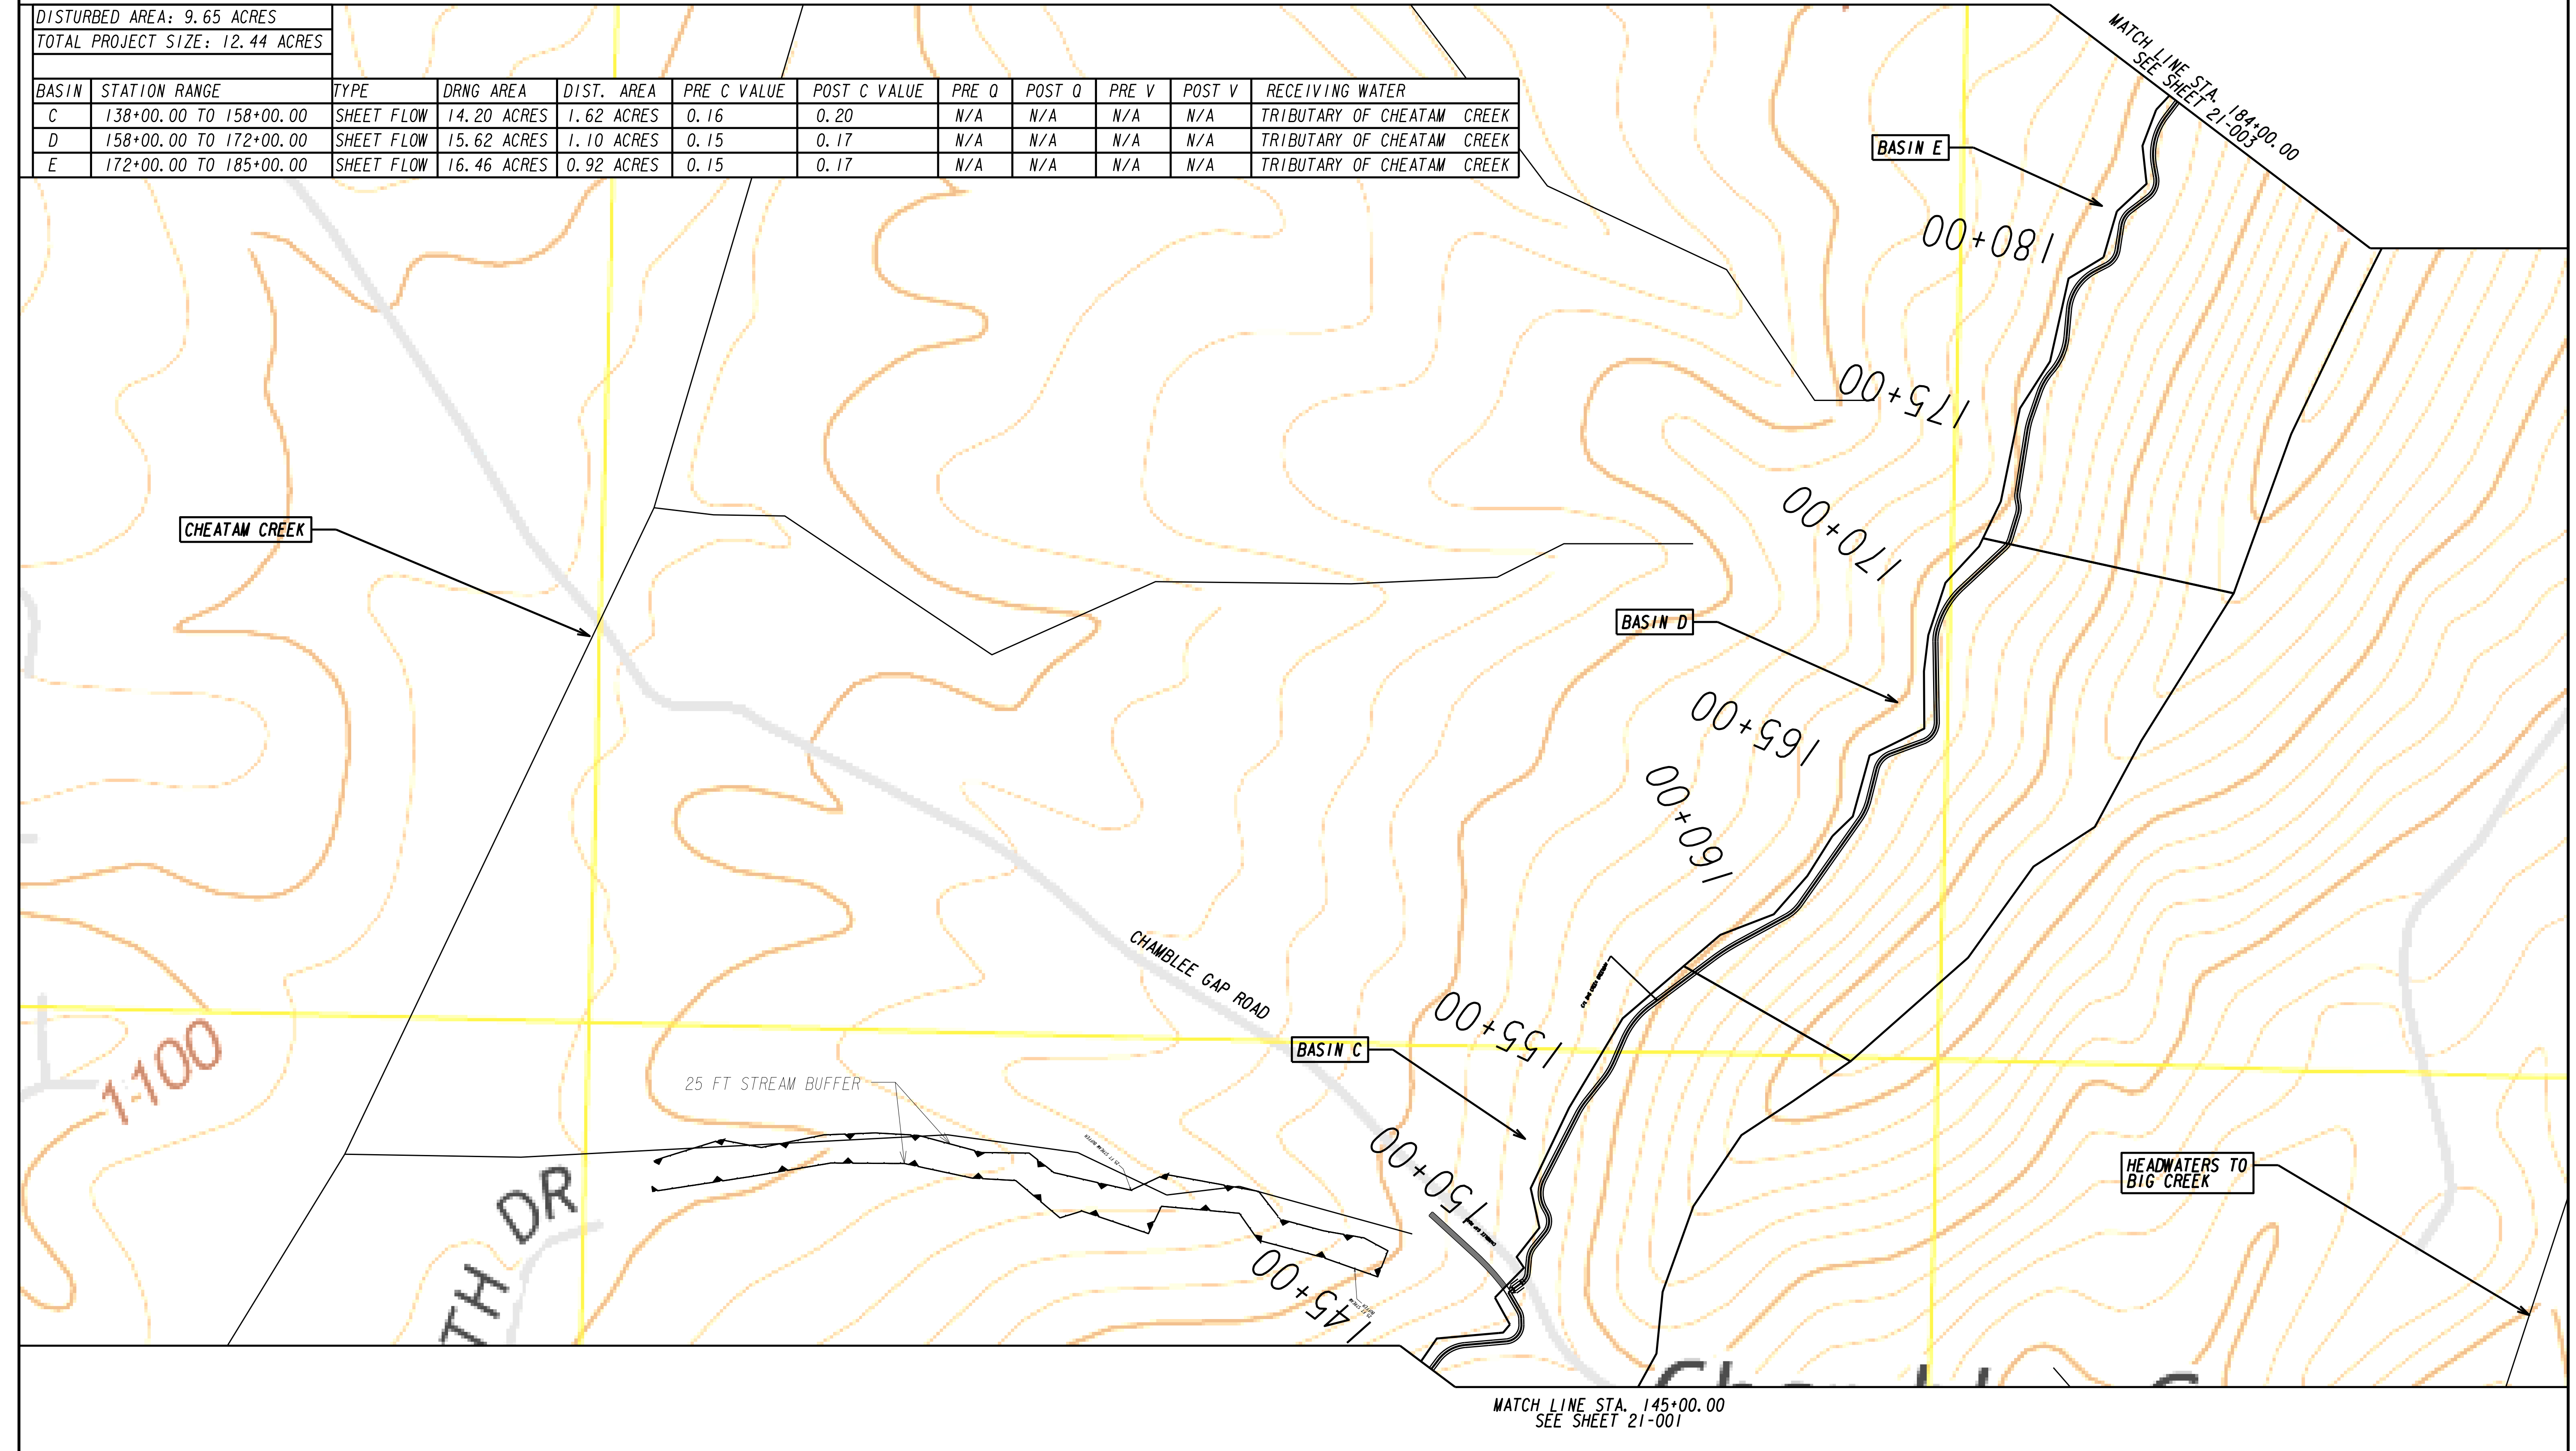 DISTURBED AREA: 9.65 ACRES
TOTAL PROJECT SIZE: 12.44 ACRES
BASIN STATION RANGE TYPE DRNG AREA DIST. AREA PRE C VALUE POST C VALUE PRE Q POST Q PRE V POST V RECEIVING WATER
C 138+00.00 TO 158+00.00 SHEET FLOW 14.20 ACRES 1.62 ACRES 0.16 0.20 N/A N/A N/A N/A TRIBUTARY OF CHEATAM CREEK
D 158+00.00 TO 172+00.00 SHEET FLOW 15.62 ACRES 1.10 ACRES 0.15 0.17 N/A N/A N/A N/A TRIBUTARY OF CHEATAM CREEK
E 172+00.00 TO 185+00.00 SHEET FLOW 16.46 ACRES 0.92 ACRES 0.15 0.17 N/A N/A N/A N/A TRIBUTARY OF CHEATAM CREEK
MATCH LINE STA. 184+00.00
SEE SHEET 21-003
BASIN E
180+00
175+00
170+00
CHEATAM CREEK
BASIN D
165+00
160+00
CHAMBLEE GAP ROAD
155+00
BASIN C
1100
25 FT STREAM BUFFER
25 FT STREAM BUFFER
150+00
HEADWATERS TO
BIG CREEK
TH DR
145+00
MATCH LINE STA. 145+00.00
SEE SHEET 21-001